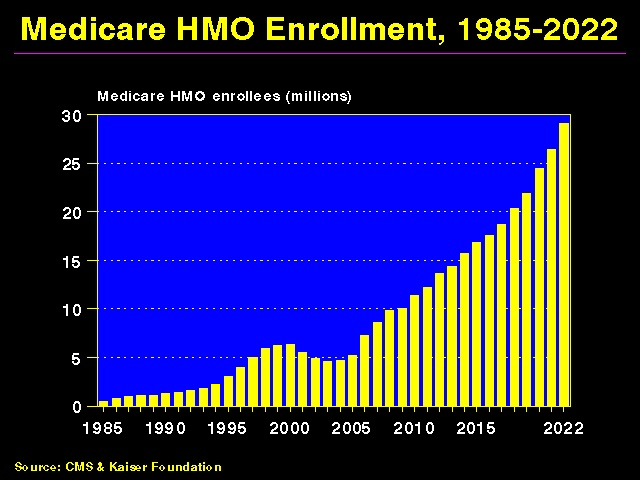 Medicare HMO Enrollment, 1985-2022
Medicare HMO enrollees (millions)
30
25
20
15
10
5
0
1985 1990 1995 2000 2005 2010 2015 2022
Source: CMS & Kaiser Foundation